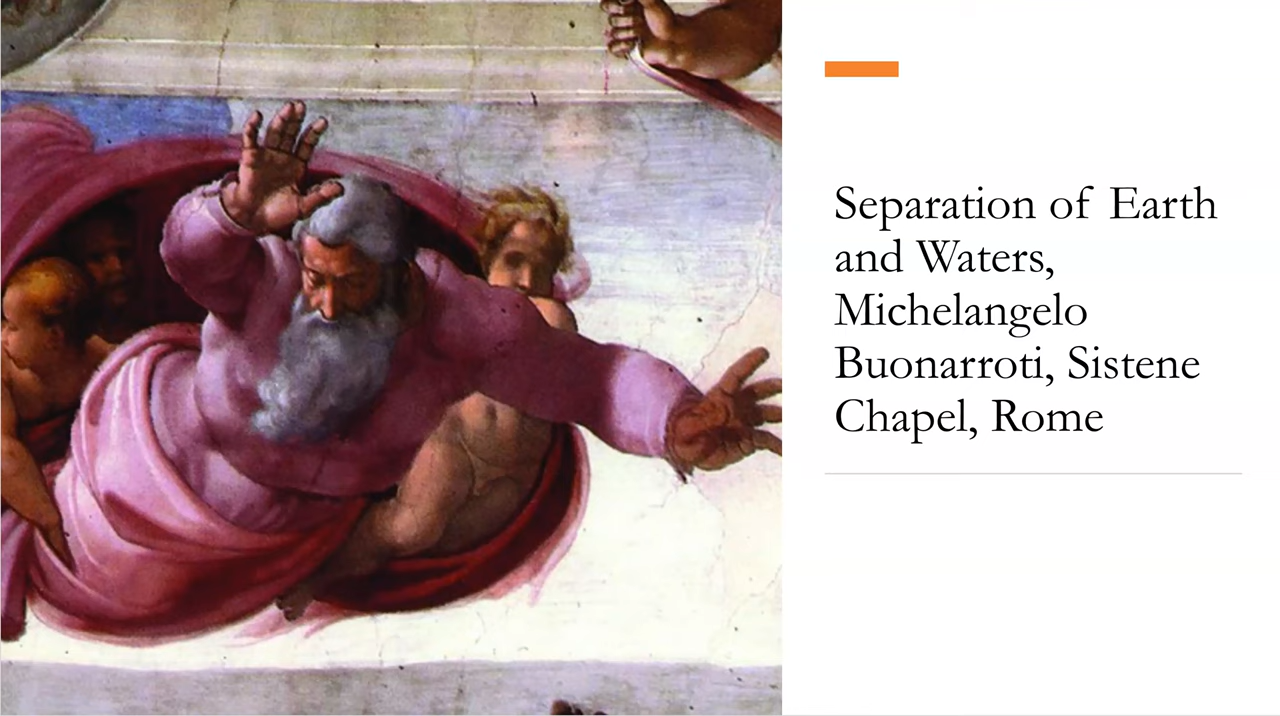 Separation of Earth
and Waters,
Michelangelo
Buonarroti, Sistene
Chapel, Rome